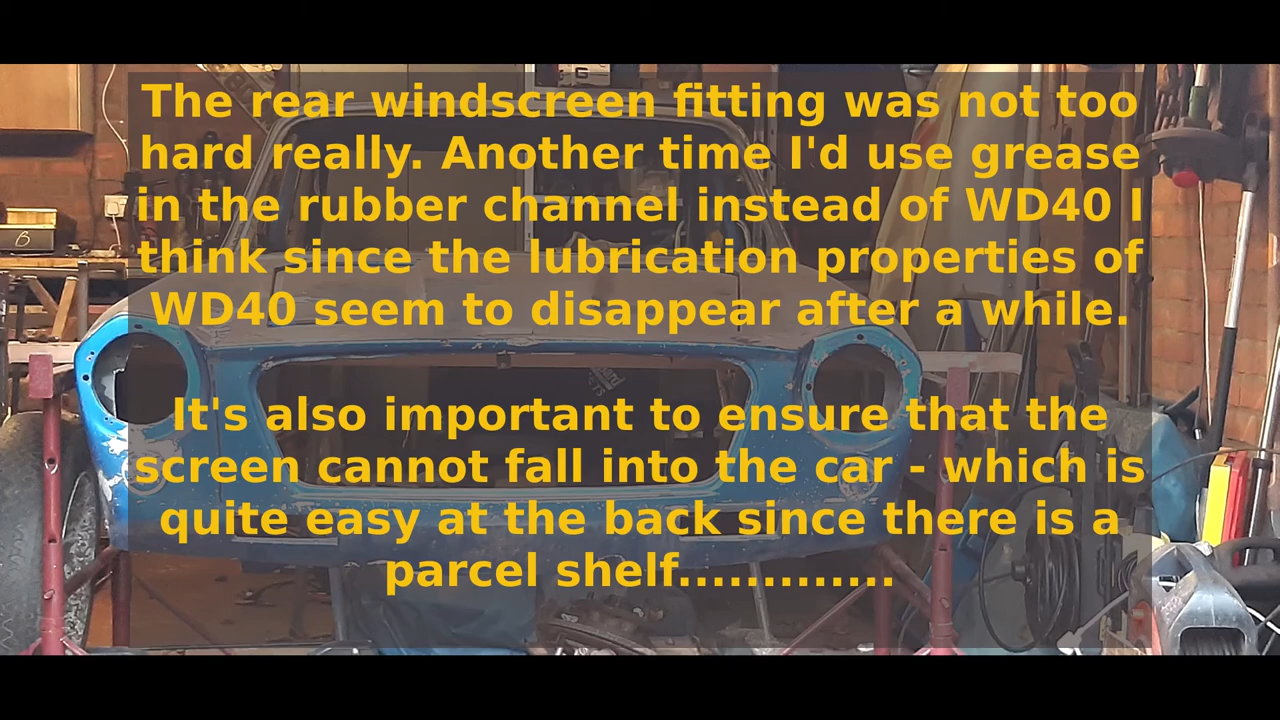 The rear windscreen fitting was not too
hard really. Another time I'd use grease
in the rubber channel instead of WD40 I
think since the lubrication properties of
WD40 seem to disappear after a while.
It's also important to ensure that the
screen cannot fall into the car - which is
quite easy at the back since there is a
parcel shelf.............